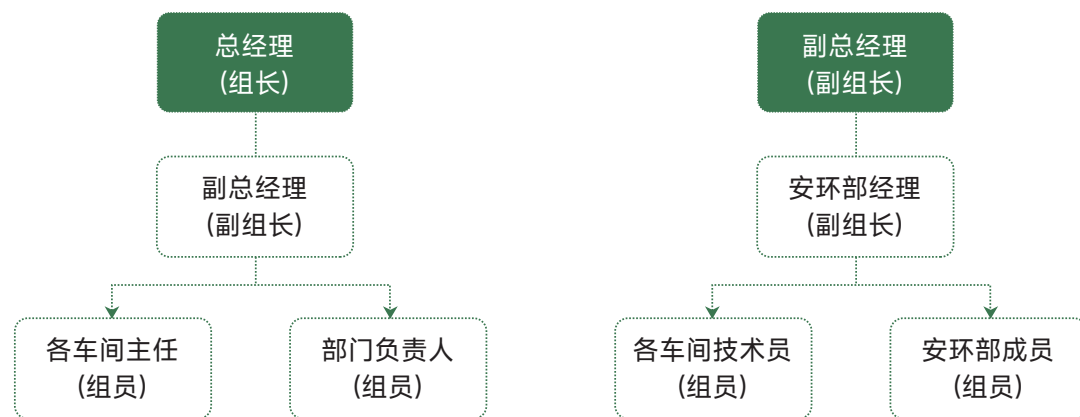 总经理
(组长)
副总经理
(副组长)
各车间主任
(组员)
部门负责人
(组员)
副总经理
(副组长)
安环部经理
(副组长)
各车间技术员
(组员)
安环部成员
(组员)